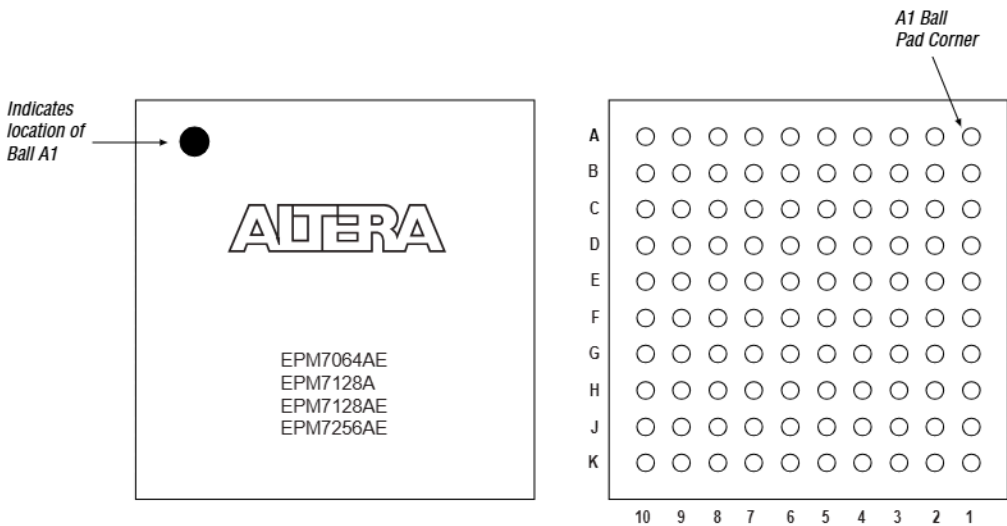 A1 Ball
Pad Corner
Indicates
location of
Ball A1
ALTERA
EPM7064AE
EPM7128A
EPM7128AE
EPM7256AE
A
B
C
D
E
F
G
H
J
K
10 9 8 7 6 5 4 3 2 1